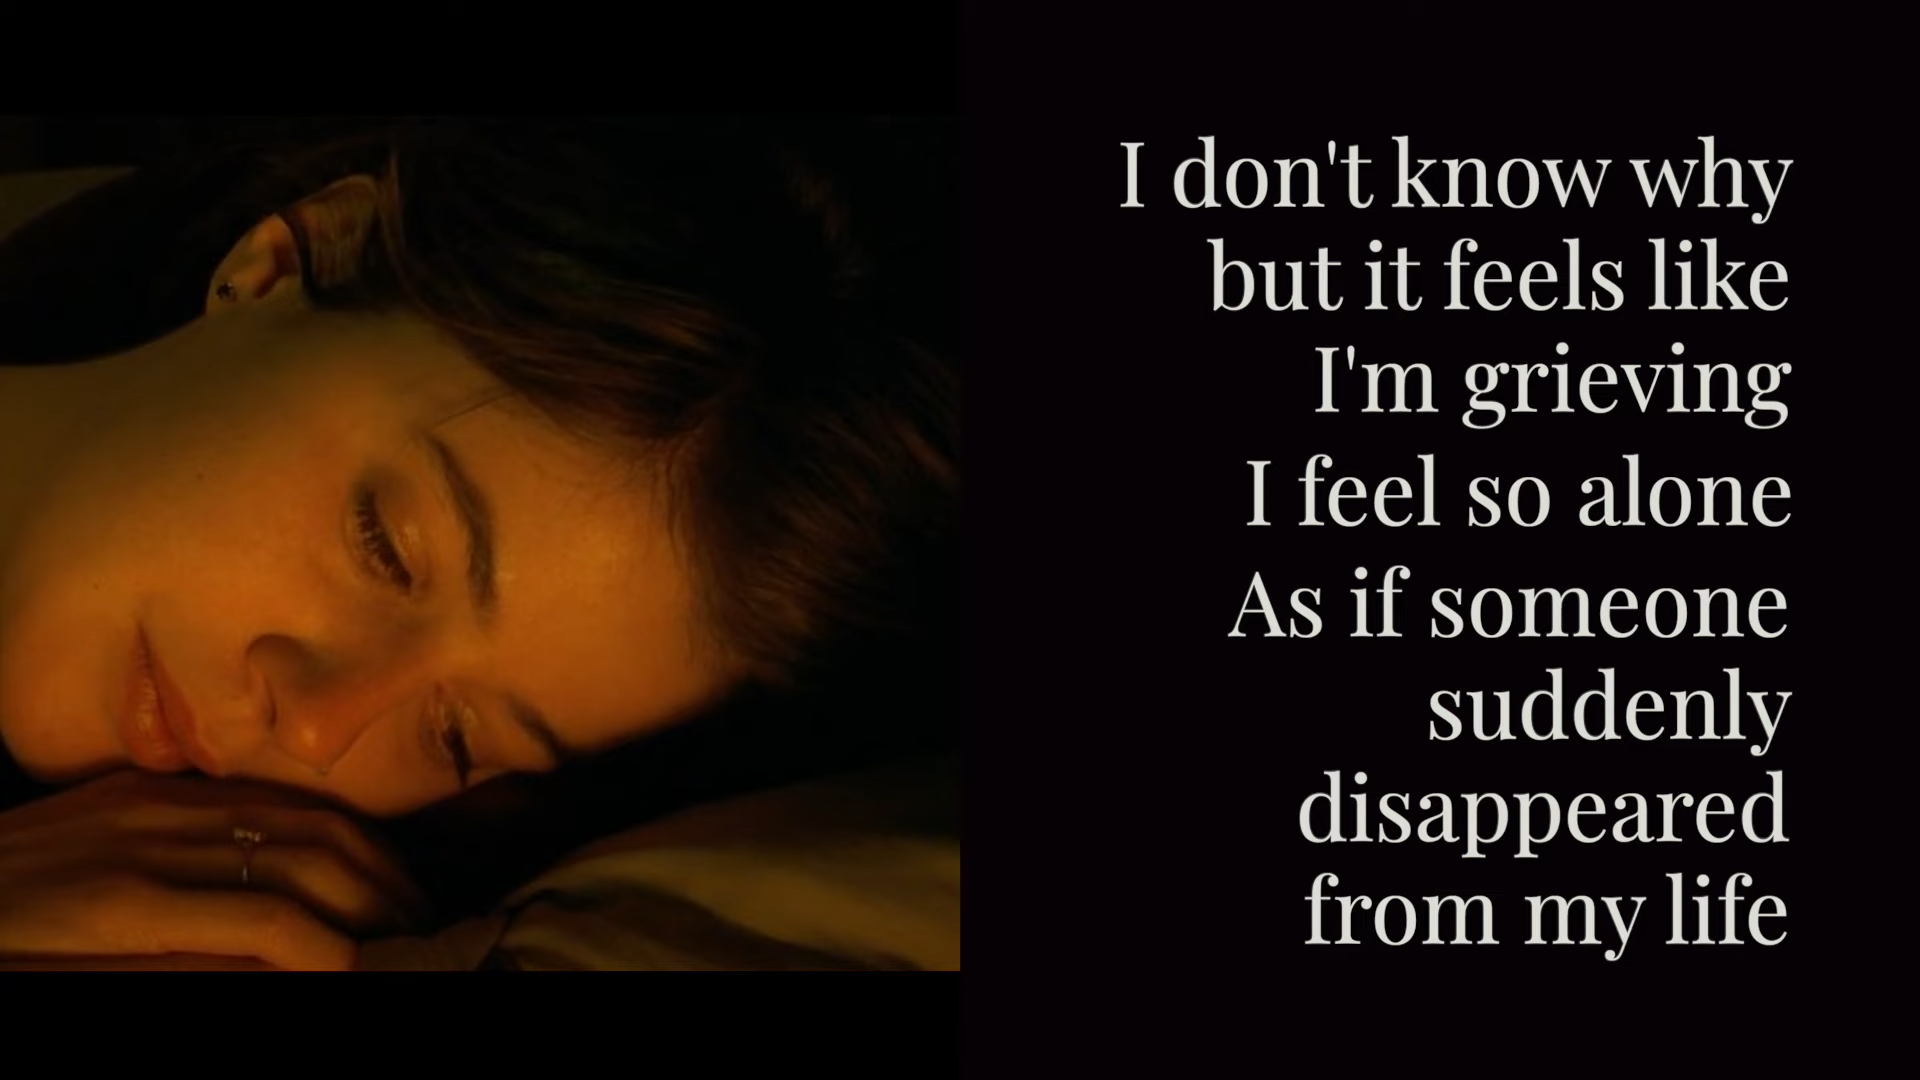 I don't know why
but it feels like
I'm grieving
I feel so alone
As if someone
suddenly
disappeared
from my life